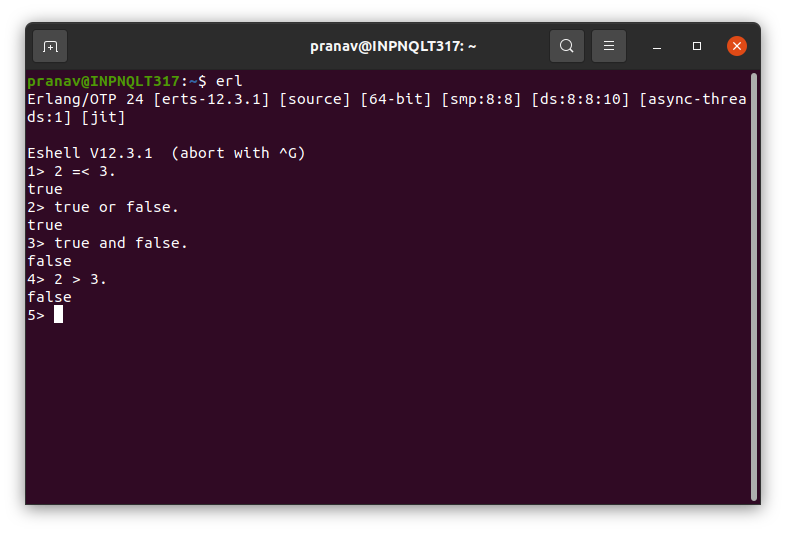 pranav@INPNQLT317: ~
pranav@INPNQLT317:~$ erl
Erlang/OTP 24 [erts-12.3.1] [source] [64-bit] [smp:8:8] [ds:8:8:10] [async-threa
ds:1] [jit]
Eshell V12.3.1  (abort with ^G)
1> 2 =< 3.
true
2> true or false.
true
3> true and false.
false
4> 2 > 3.
false
5>